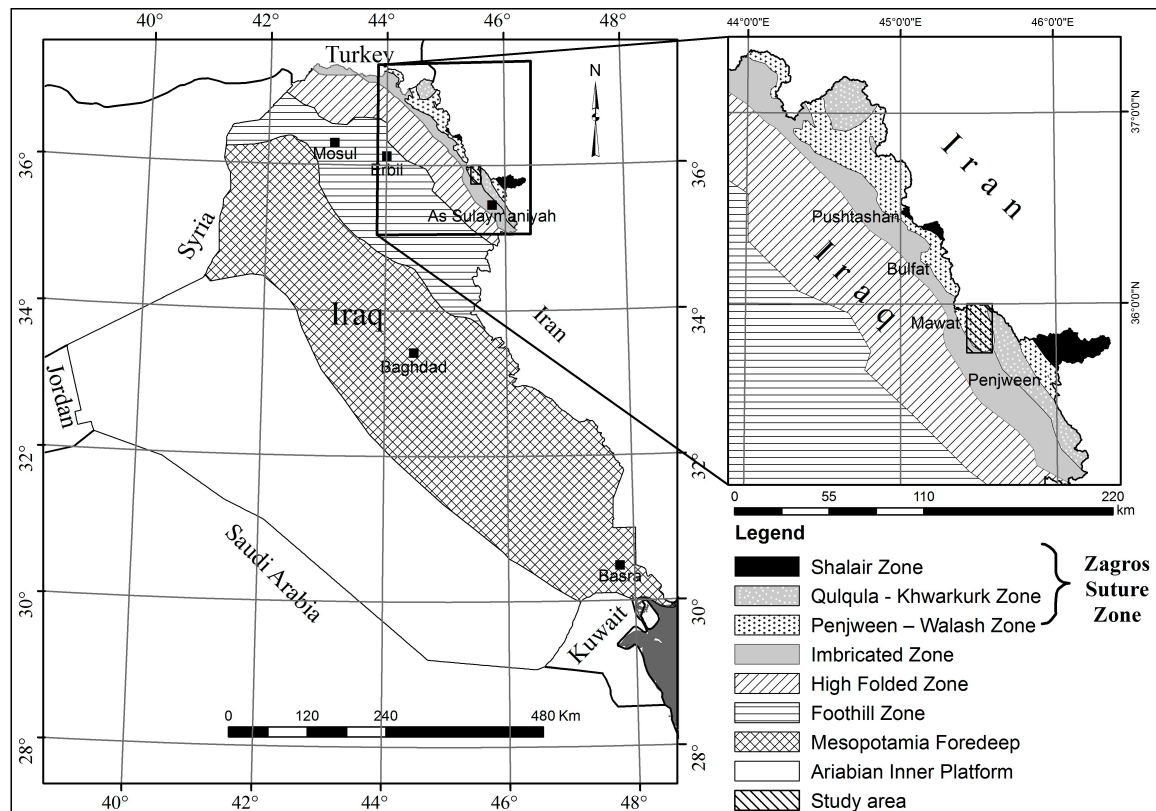 40°
42°
44°
46°
48°
Turkey
N
Mosul
Erbil
As Sulaymaniyah
Syria
Iraq
Iran
Baghdad
Jordan
Saudi Arabia
Basra
Kuwait
36°
34°
32°
30°
28°
36°
34°
32°
30°
28°
0 120 240 480 Km
40°
42°
44°
46°
48°
44°0'0"E
45°0'0"E
46°0'0"E
37°0'0"N
36°0'0"N
Iran
Iraq
Pushtashan
Bulfat
Mawat
Penjween
0 55 110 220
km
Legend
Shalair Zone
Qulqula - Khwarkurk Zone
Penjween – Walash Zone
Zagros
Suture
Zone
Imbricated Zone
High Folded Zone
Foothill Zone
Mesopotamia Foredeep
Ariabian Inner Platform
Study area